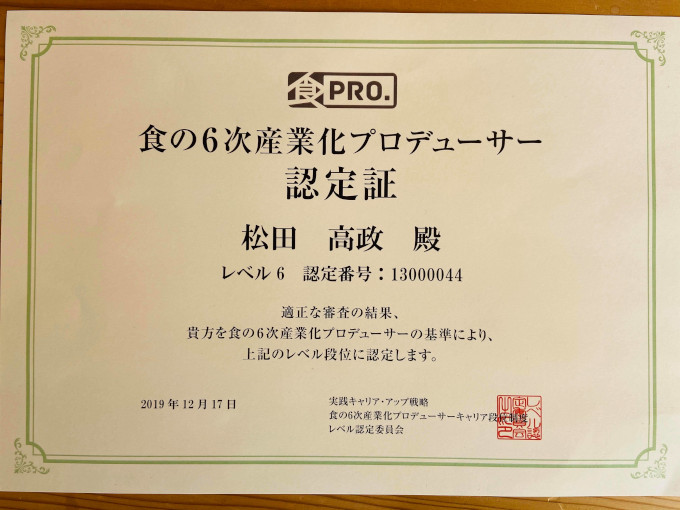 食PRO.
食の6次産業化プロデューサー
認定証
松田 高政 殿
レベル6 認定番号：13000044
適正な審査の結果、
貴方を食の6次産業化プロデューサーの基準により、
上記のレベル段位に認定します。
2019年12月17日
実践キャリア・アップ戦略
食の6次産業化プロデューサーキャリア段位制度
レベル認定委員会